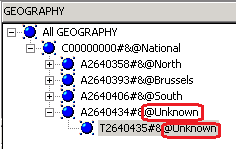 GEOGRAPHY
All GEOGRAPHY
C00000000#&@National
A2640358#&@North
A2640393#&@Brussels
A2640406#&@South
A2640434#&@Unknown
T2640435#&@Unknown